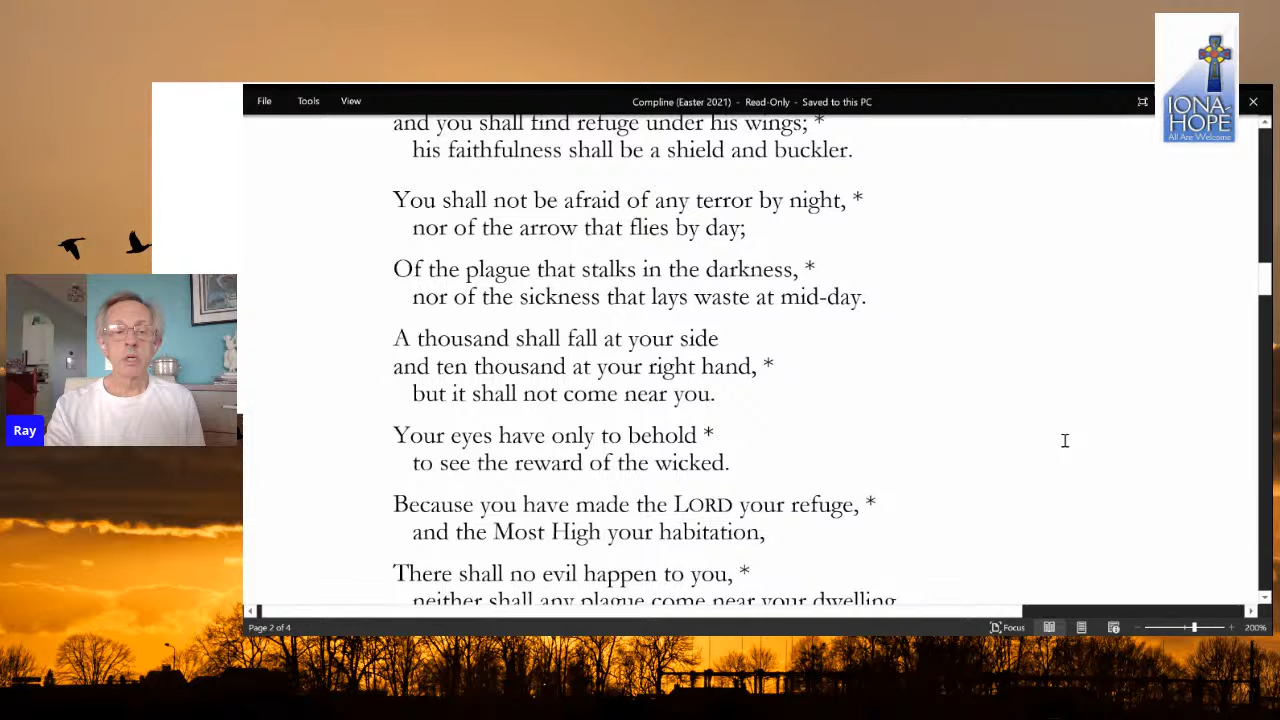 IONA-
HOPE
All Are Welcome
File Tools View Compline (Easter 2021) - Read-Only - Saved to this PC
and you shall find refuge under his wings; *
his faithfulness shall be a shield and buckler.
You shall not be afraid of any terror by night, *
nor of the arrow that flies by day;
Of the plague that stalks in the darkness, *
nor of the sickness that lays waste at mid-day.
A thousand shall fall at your side
and ten thousand at your right hand, *
but it shall not come near you.
Your eyes have only to behold *
to see the reward of the wicked.
Because you have made the LORD your refuge, *
and the Most High your habitation,
There shall no evil happen to you, *
neither shall any plague come near your dwelling
Ray
Page 2 of 4 Focus 200%